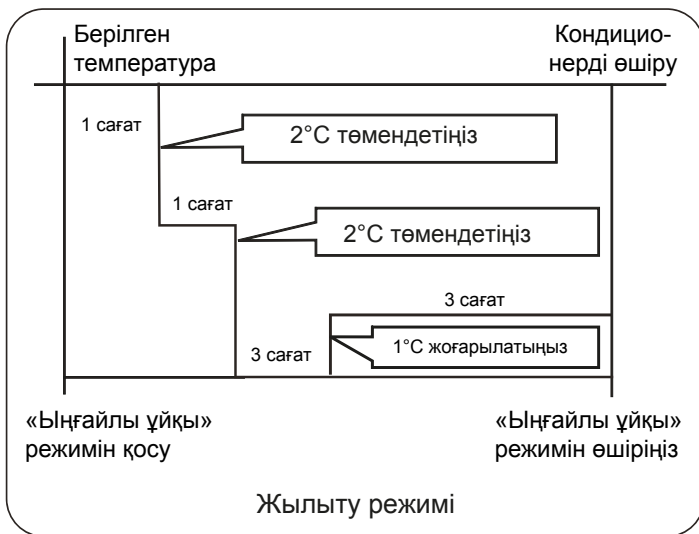 Берілген
температура
Кондицио-
нерді өшіру
1 сағат
2°C төмендетіңіз
1 сағат
2°C төмендетіңіз
3 сағат
1°C жоғарылатыңыз
3 сағат
«Ыңғайлы ұйқы»
режимін қосу
«Ыңғайлы ұйқы»
режимін өшіріңіз
Жылыту режимі